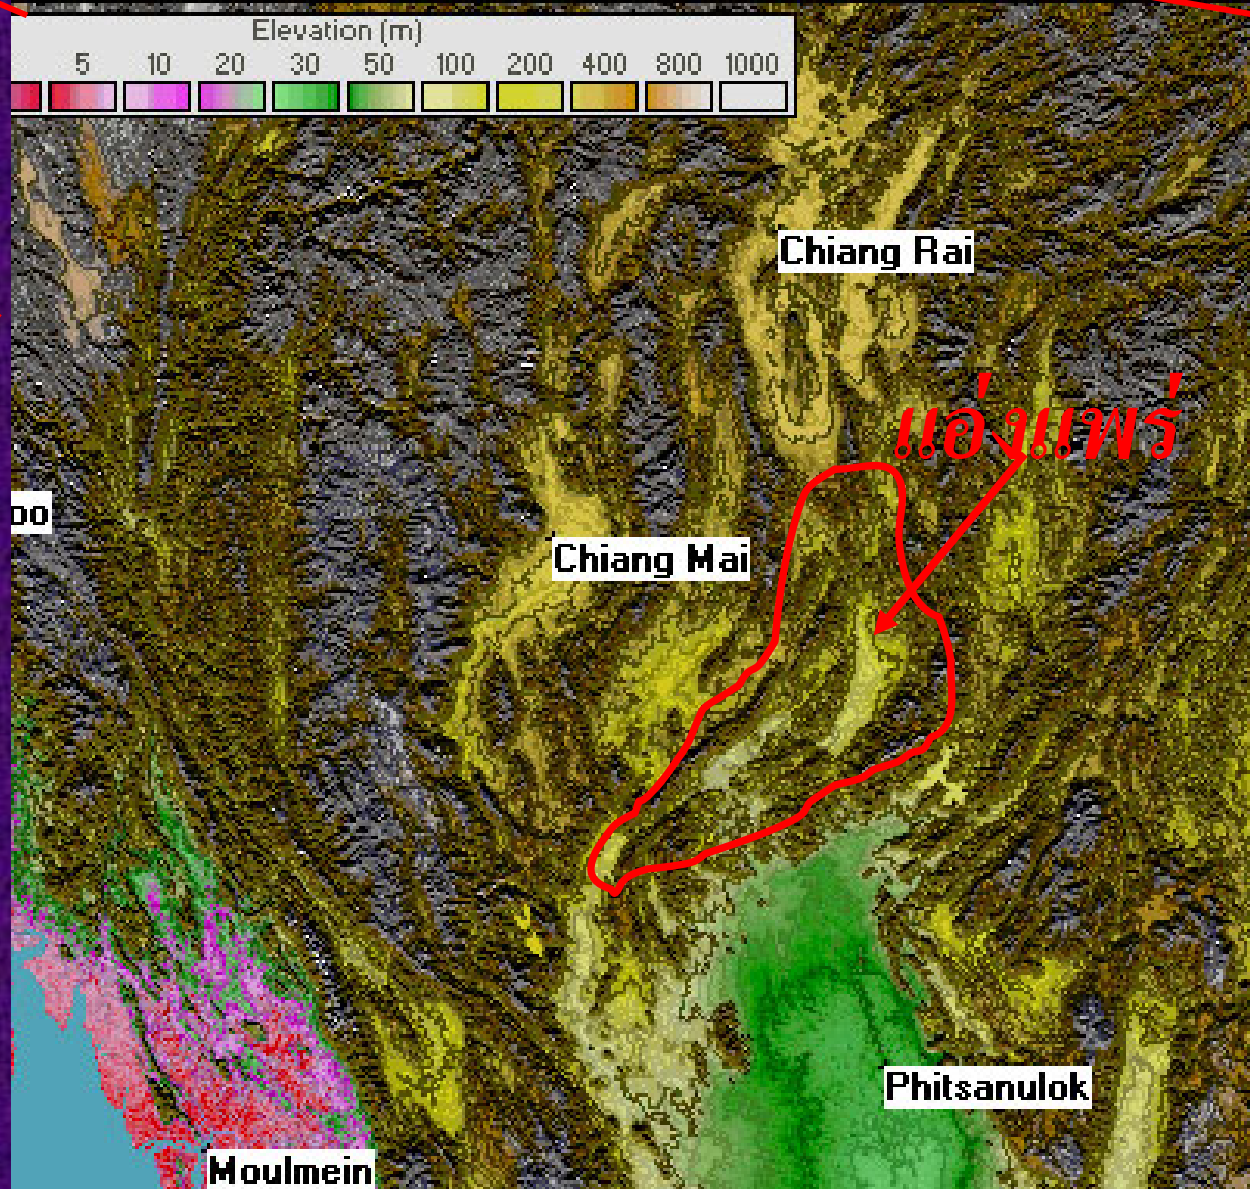 Elevation (m)
5 10 20 30 50 100 200 400 800 1000
Chiang Rai
แอ่งแพร่
oo
Chiang Mai
Phitsanulok
Moulmein